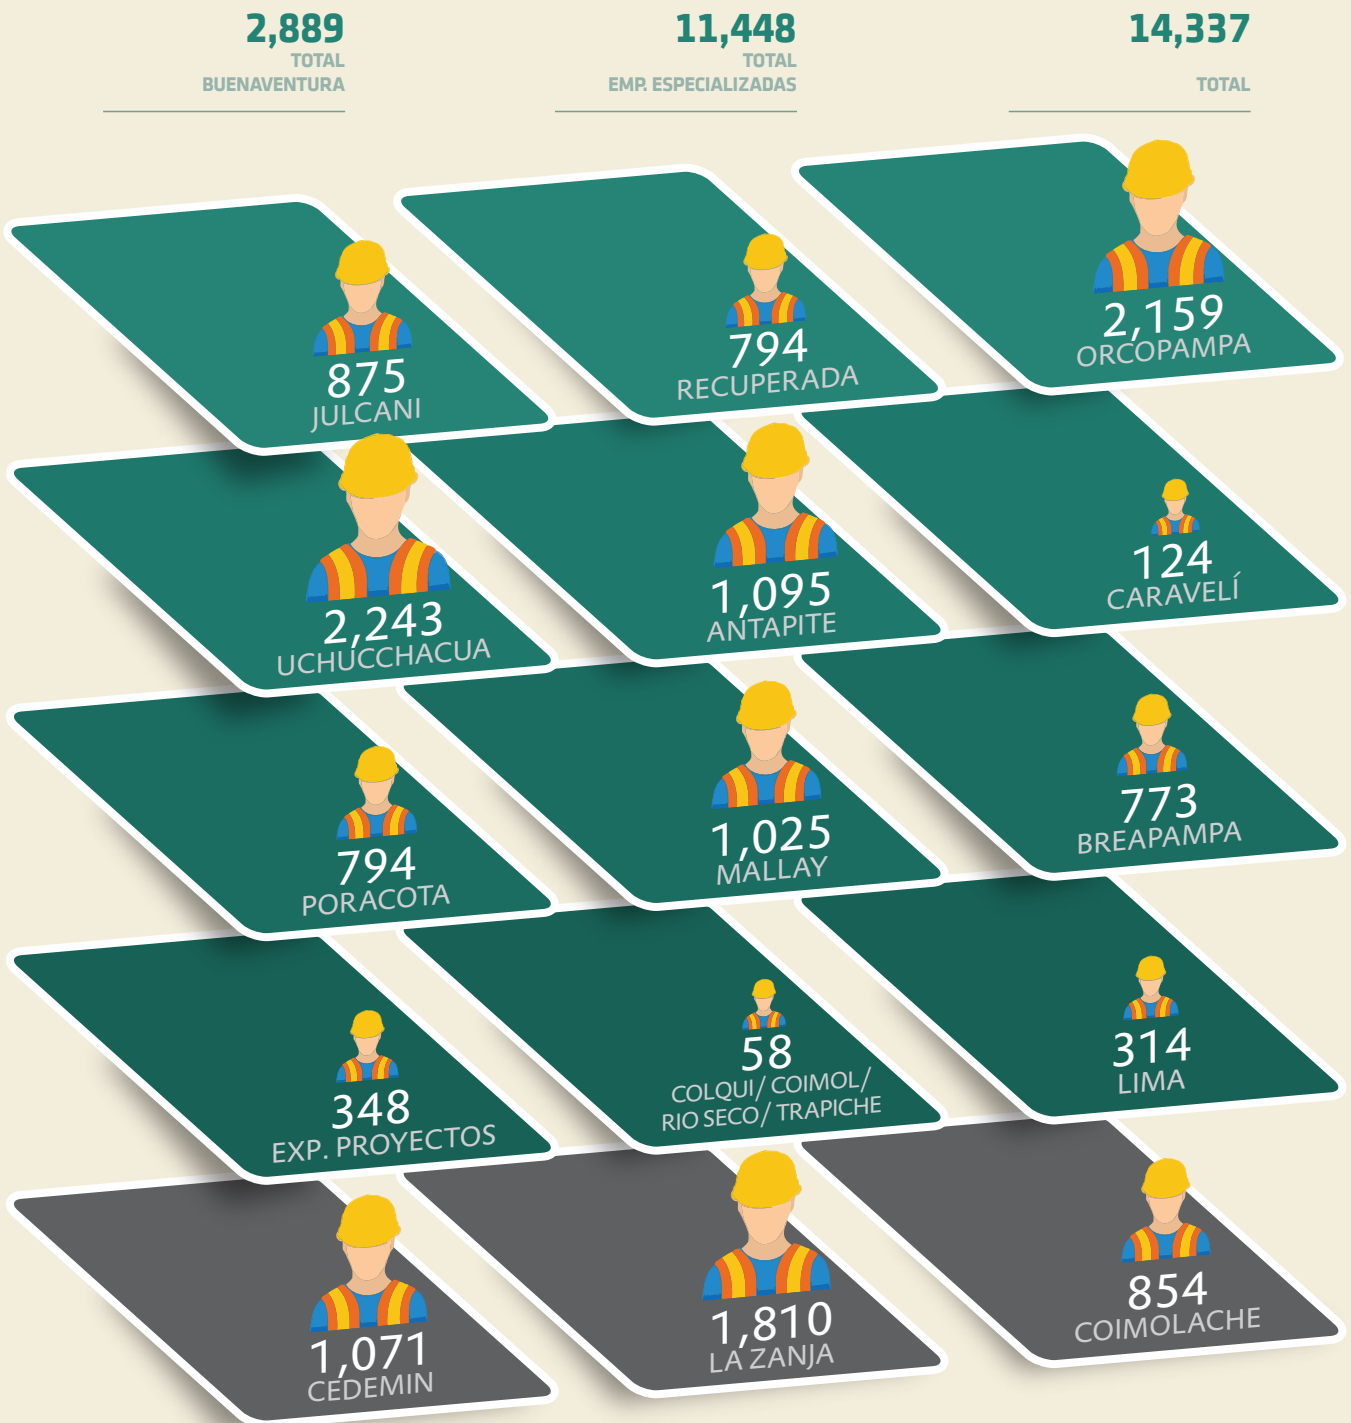 2,889
TOTAL
BUENAVENTURA
11,448
TOTAL
EMP. ESPECIALIZADAS
14,337
TOTAL
875
JULCANI
794
RECUPERADA
2,159
ORCOPAMPA
2,243
UCHUCCHACUA
1,095
ANTAPITE
124
CARAVELÍ
794
PORACOTA
1,025
MALLAY
773
BREAPAMPA
348
EXP. PROYECTOS
58
COLQUI/ COIMOL/
RIO SECO/ TRAPICHE
314
LIMA
1,071
CEDEMIN
1,810
LA ZANJA
854
COIMOLACHE